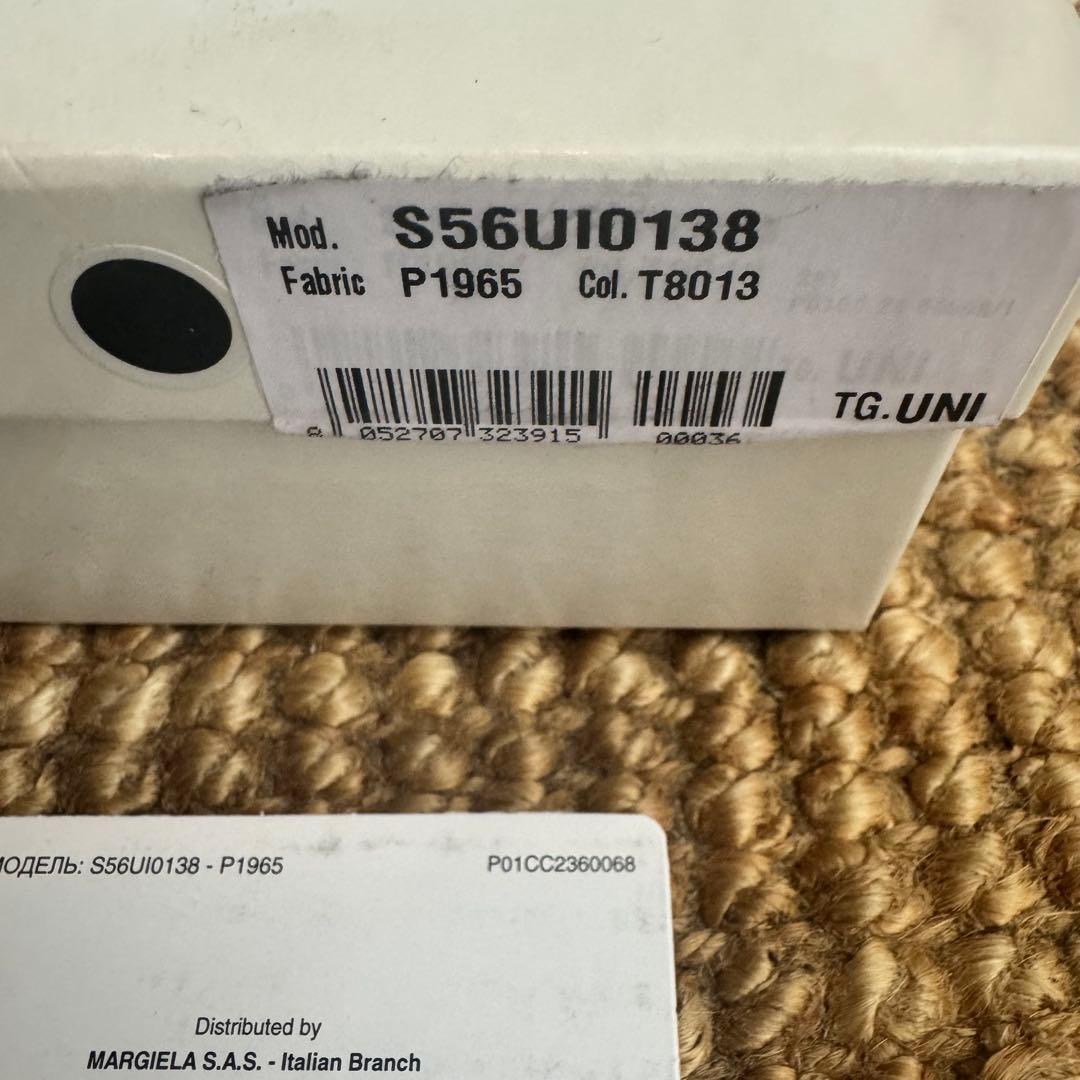 Mod. S56UI0138
Fabric P1965 Col. T8013
UNI
TG.UNI
8 052707 323915 00036
МОДЕЛЬ: S56UI0138 - P1965 P01CC2360068
Distributed by
MARGIELA S.A.S. - Italian Branch